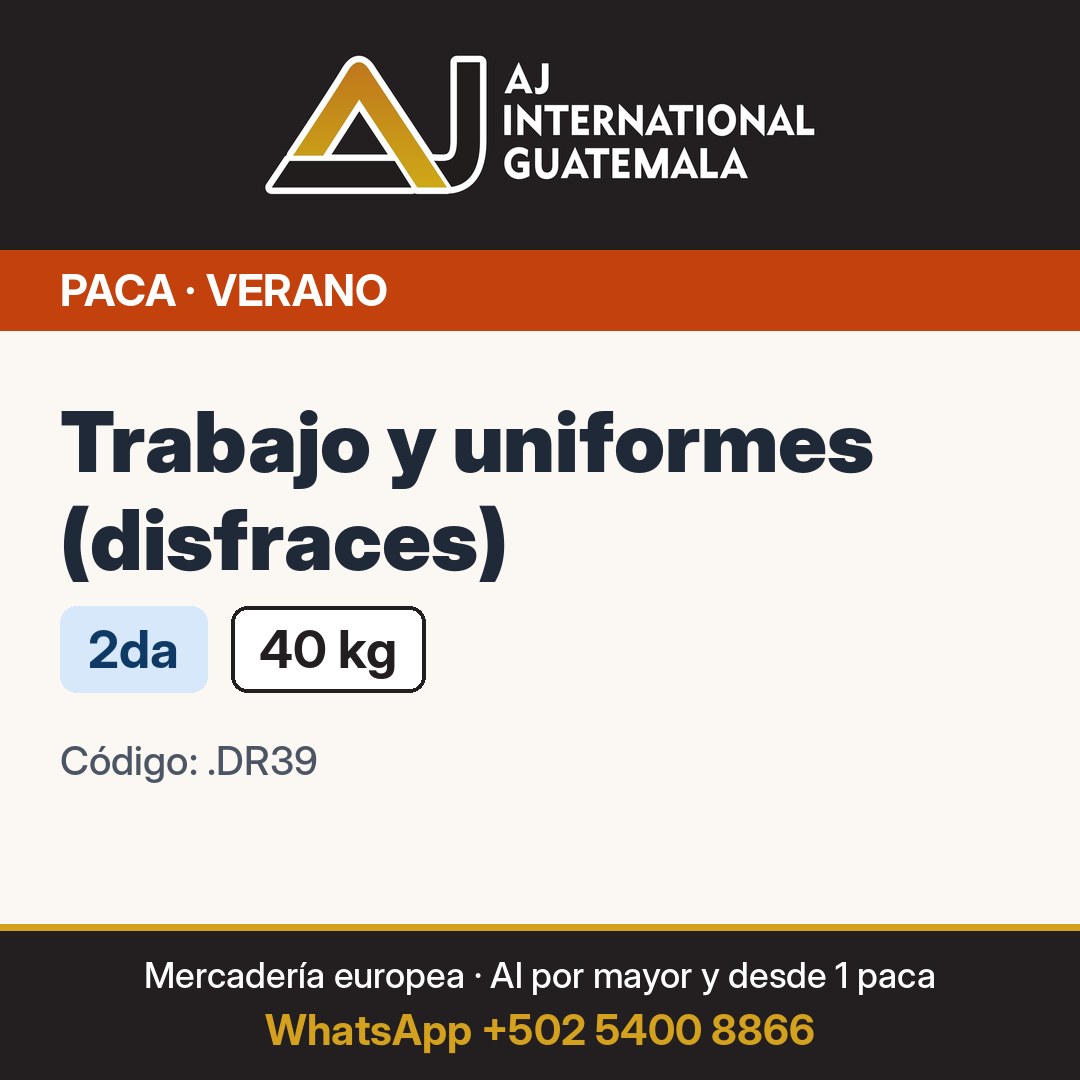 AJ
AJ
INTERNATIONAL
GUATEMALA
PACA · VERANO
Trabajo y uniformes
(disfraces)
2da
40 kg
Código: .DR39
Mercadería europea · Al por mayor y desde 1 paca
WhatsApp +502 5400 8866